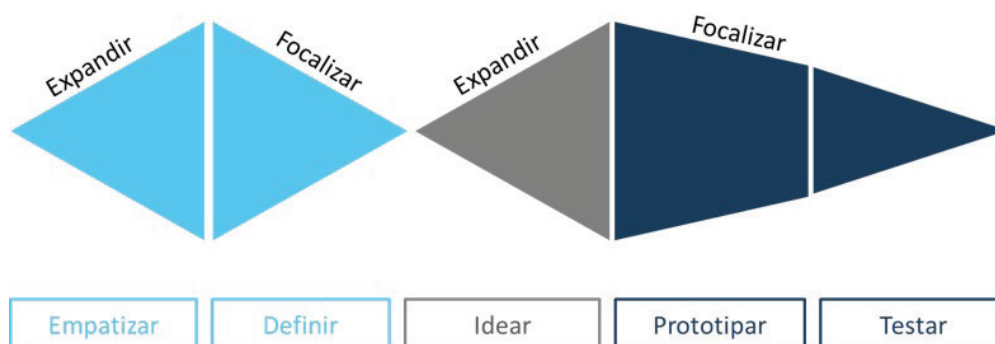 Expandir
Focalizar
Expandir
Focalizar
Empatizar
Definir
Idear
Prototipar
Testar